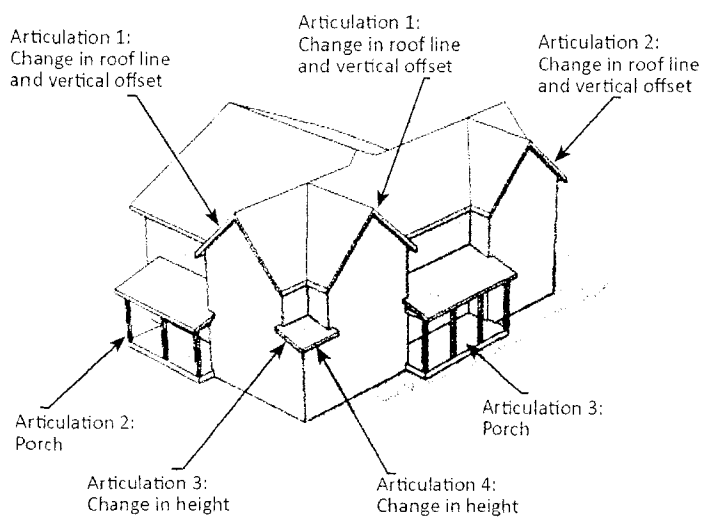 Articulation 1:
Change in roof line
and vertical offset
Articulation 1:
Change in roof line
and vertical offset
Articulation 2:
Change in roof line
and vertical offset
Articulation 2:
Porch
Articulation 3:
Porch
Articulation 3:
Change in height
Articulation 4:
Change in height